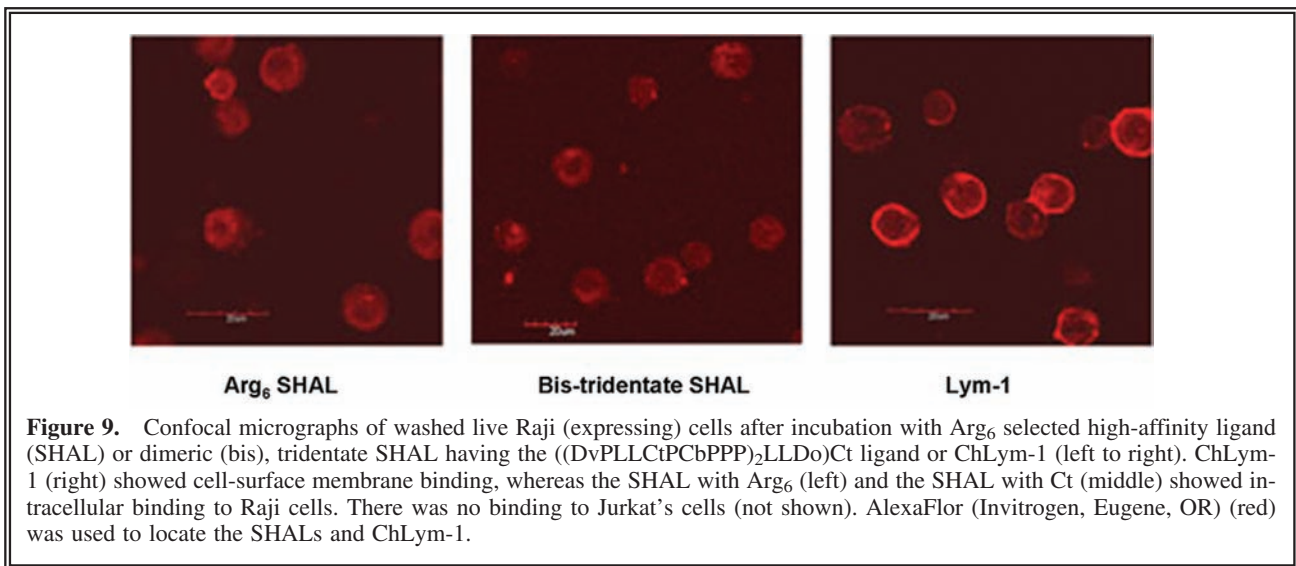 20um
Arg6 SHAL Bis-tridentate SHAL Lym-1
Figure 9. Confocal micrographs of washed live Raji (expressing) cells after incubation with Arg6 selected high-affinity ligand
(SHAL) or dimeric (bis), tridentate SHAL having the ((DvPLLCtPCbPPP)2LLDo)Ct ligand or ChLym-1 (left to right). ChLym-
1 (right) showed cell-surface membrane binding, whereas the SHAL with Arg6 (left) and the SHAL with Ct (middle) showed in-
tracellular binding to Raji cells. There was no binding to Jurkat's cells (not shown). AlexaFlor (Invitrogen, Eugene, OR) (red)
was used to locate the SHALs and ChLym-1.